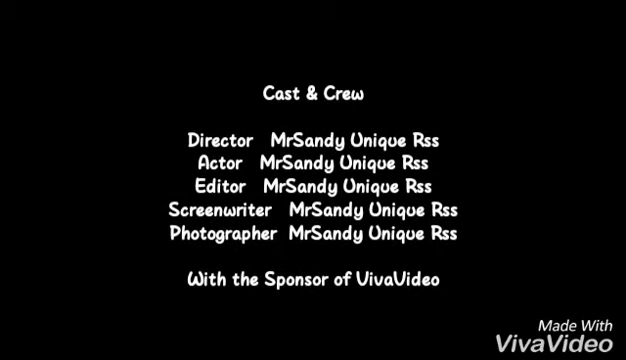 Cast & Crew
Director MrSandy Unique Rss
Actor MrSandy Unique Rss
Editor MrSandy Unique Rss
Screenwriter MrSandy Unique Rss
Photographer MrSandy Unique Rss
With the Sponsor of VivaVideo
Made With
VivaVideo